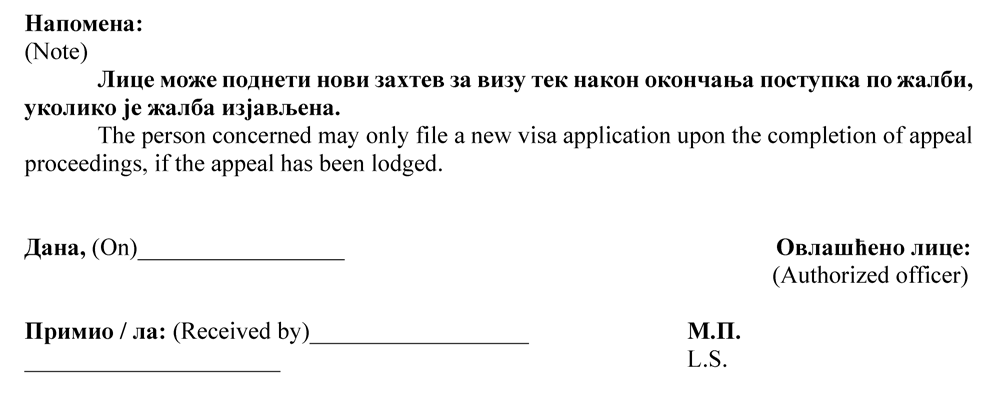 Напомена:
(Note)
Лице може поднети нови захтев за визу тек након окончања поступка по жалби,
уколико је жалба изјављена.
The person concerned may only file a new visa application upon the completion of appeal
proceedings, if the appeal has been lodged.
Дана, (On)_________________ Овлашћено лице:
(Authorized officer)
Примио / ла: (Received by)__________________ М.П.
_____________________ L.S.